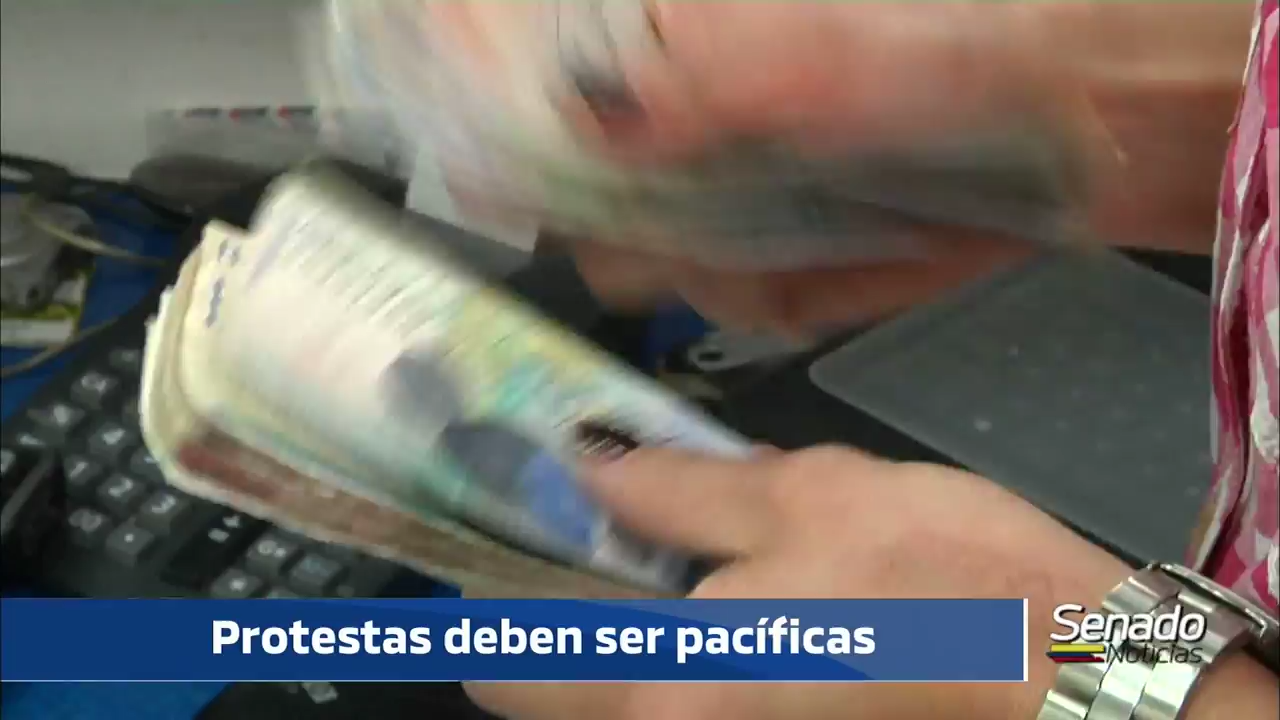 Protestas deben ser pacíficas
Senado
Noticias